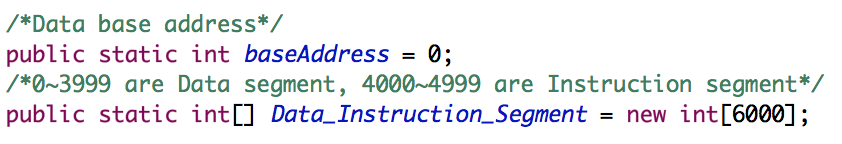 /*Data base address*/
public static int baseAddress = 0;
/*0~3999 are Data segment, 4000~4999 are Instruction segment*/
public static int[] Data_Instruction_Segment = new int[6000];